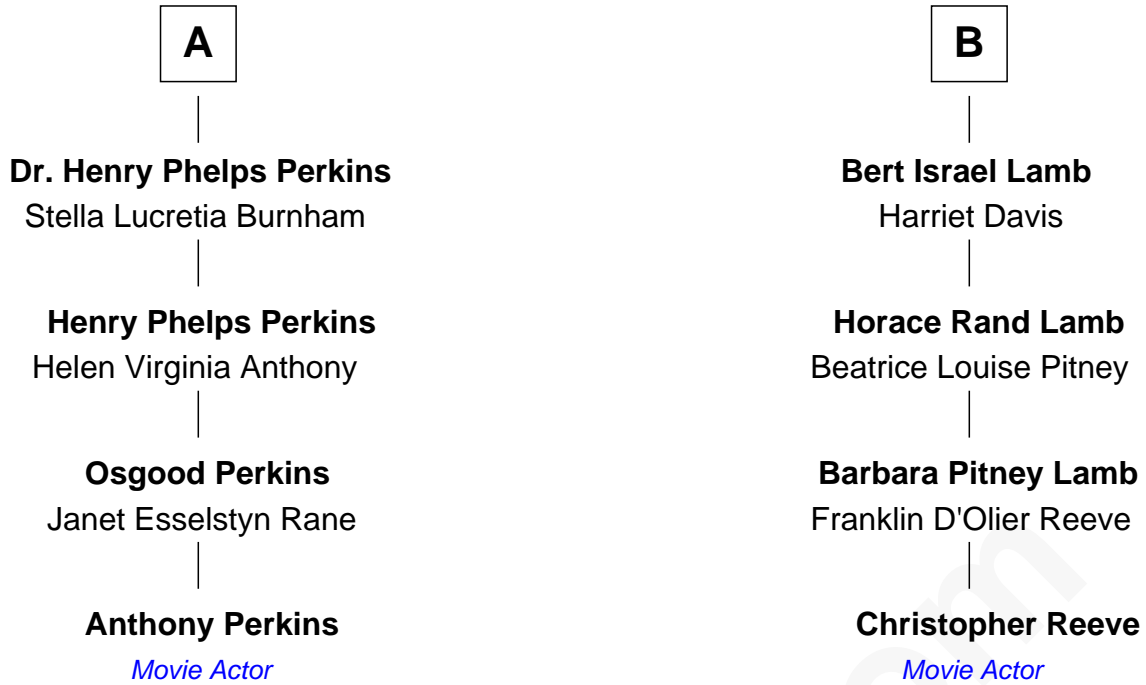 A
Dr. Henry Phelps Perkins
Stella Lucretia Burnham
Henry Phelps Perkins
Helen Virginia Anthony
Osgood Perkins
Janet Esselstyn Rane
Anthony Perkins
Movie Actor
B
Bert Israel Lamb
Harriet Davis
Horace Rand Lamb
Beatrice Louise Pitney
Barbara Pitney Lamb
Franklin D'Olier Reeve
Christopher Reeve
Movie Actor